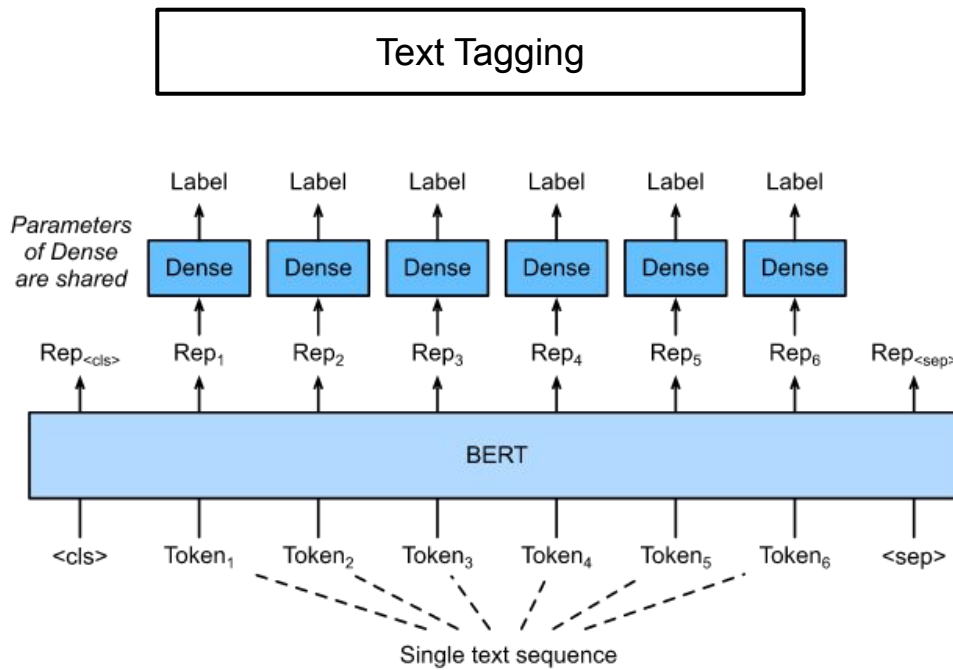 Text Tagging
Label Label Label Label Label Label
Parameters
of Dense
are shared
Dense Dense Dense Dense Dense Dense
Rep<cls> Rep1 Rep2 Rep3 Rep4 Rep5 Rep6 Rep<sep>
BERT
<cls> Token1 Token2 Token3 Token4 Token5 Token6 <sep>
Single text sequence